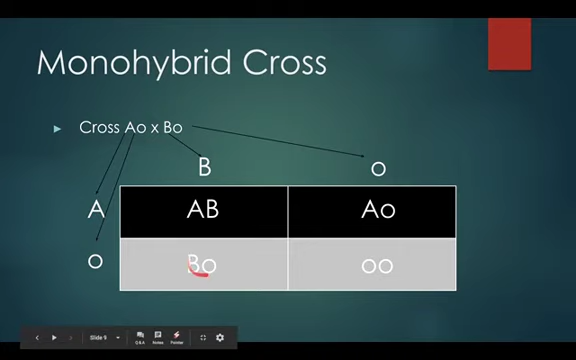 Monohybrid Cross
Cross Ao x Bo
B o
A AB Ao
o Bo oo
Slide 9 Q&A Notes Pointer